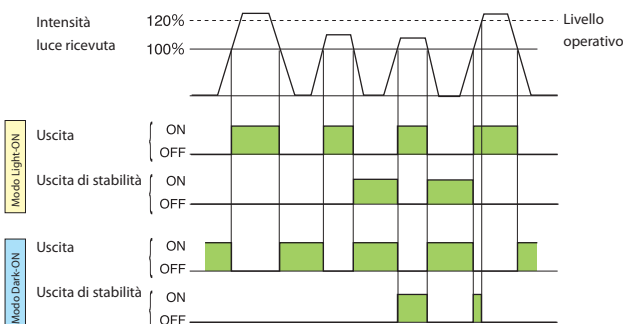 Intensità
luce ricevuta
120%
100%
Livello
operativo
Modo Light-ON
Uscita
ON
OFF
Uscita di stabilità
ON
OFF
Modo Dark-ON
Uscita
ON
OFF
Uscita di stabilità
ON
OFF